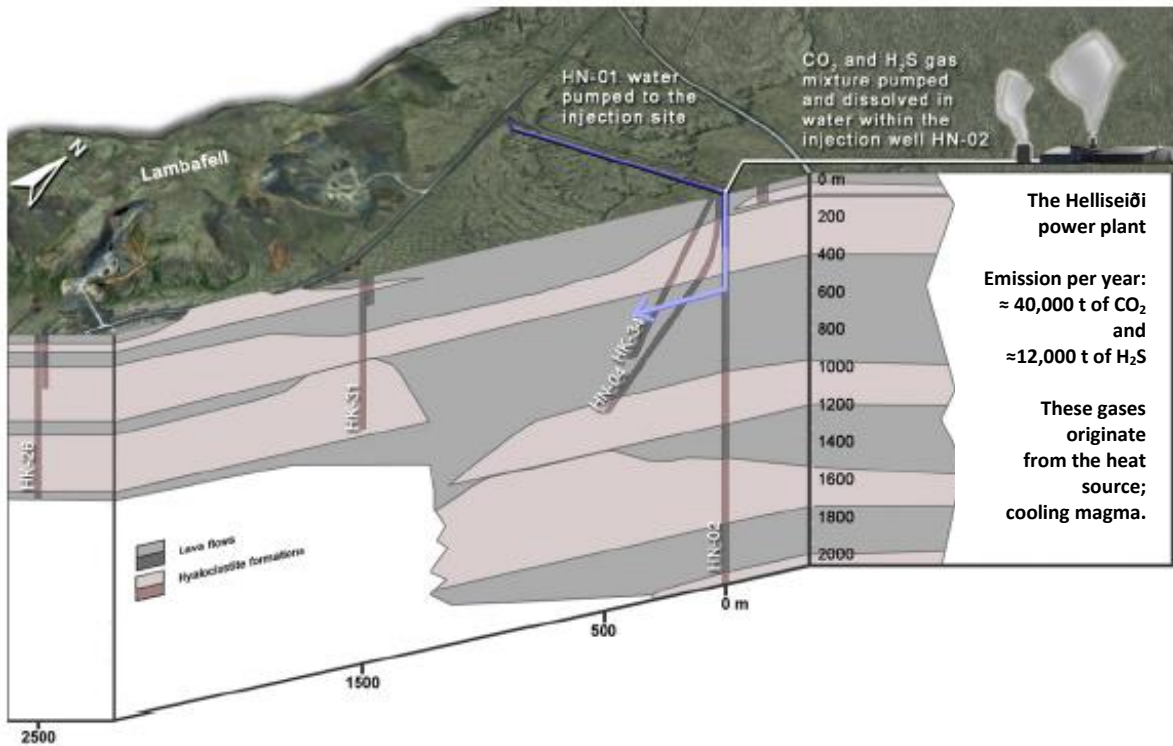 HN-01 water
pumped to the
injection site
CO₂ and H₂S gas
mixture pumped
and dissolved in
water within the
injection well HN-02
N
Lambafell
0 m
200
400
600
800
1000
1200
1400
1600
1800
2000
The Helliseiði
power plant
Emission per year:
≈ 40,000 t of CO₂
and
≈12,000 t of H₂S
These gases
originate
from the heat
source;
cooling magma.
HK-34
HN-04
HK-31
HK-26
HN-02
Lava flows
Hyaloclastite formations
0 m
500
1500
2500